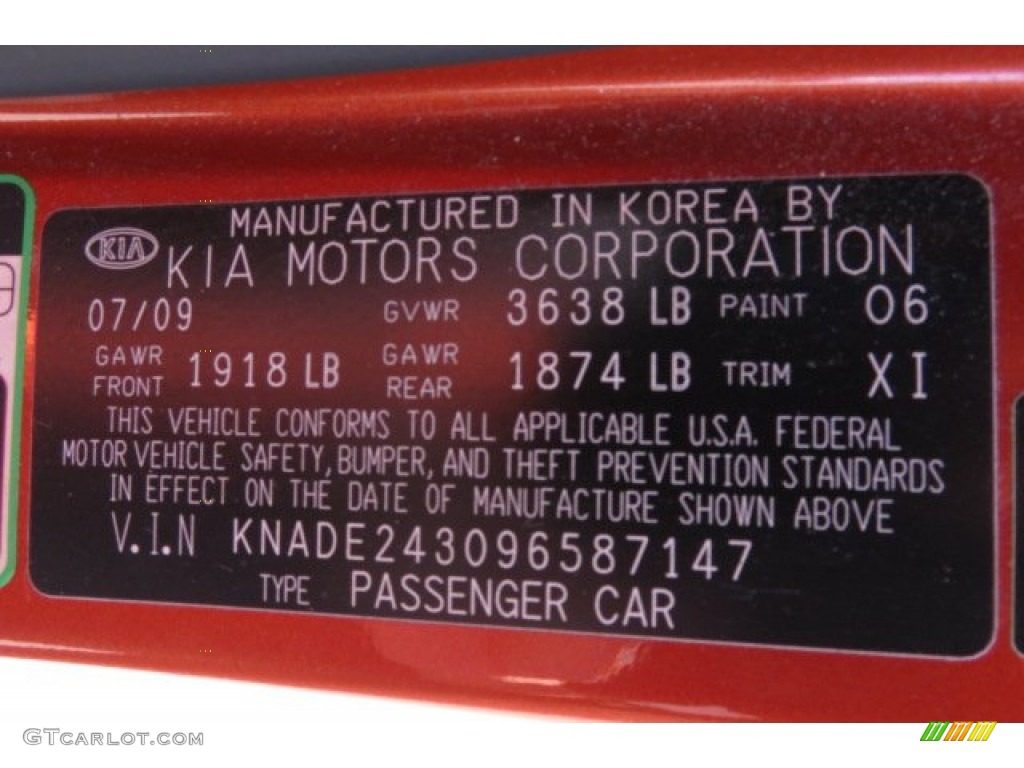 MANUFACTURED IN KOREA BY
KIA KIA MOTORS CORPORATION
07/09 GVWR 3638 LB PAINT 06
GAWR FRONT 1918 LB GAWR REAR 1874 LB TRIM XI
THIS VEHICLE CONFORMS TO ALL APPLICABLE U.S.A. FEDERAL
MOTOR VEHICLE SAFETY, BUMPER, AND THEFT PREVENTION STANDARDS
IN EFFECT ON THE DATE OF MANUFACTURE SHOWN ABOVE
V.I.N KNADE243096587147
TYPE PASSENGER CAR
GTCARLOT.COM